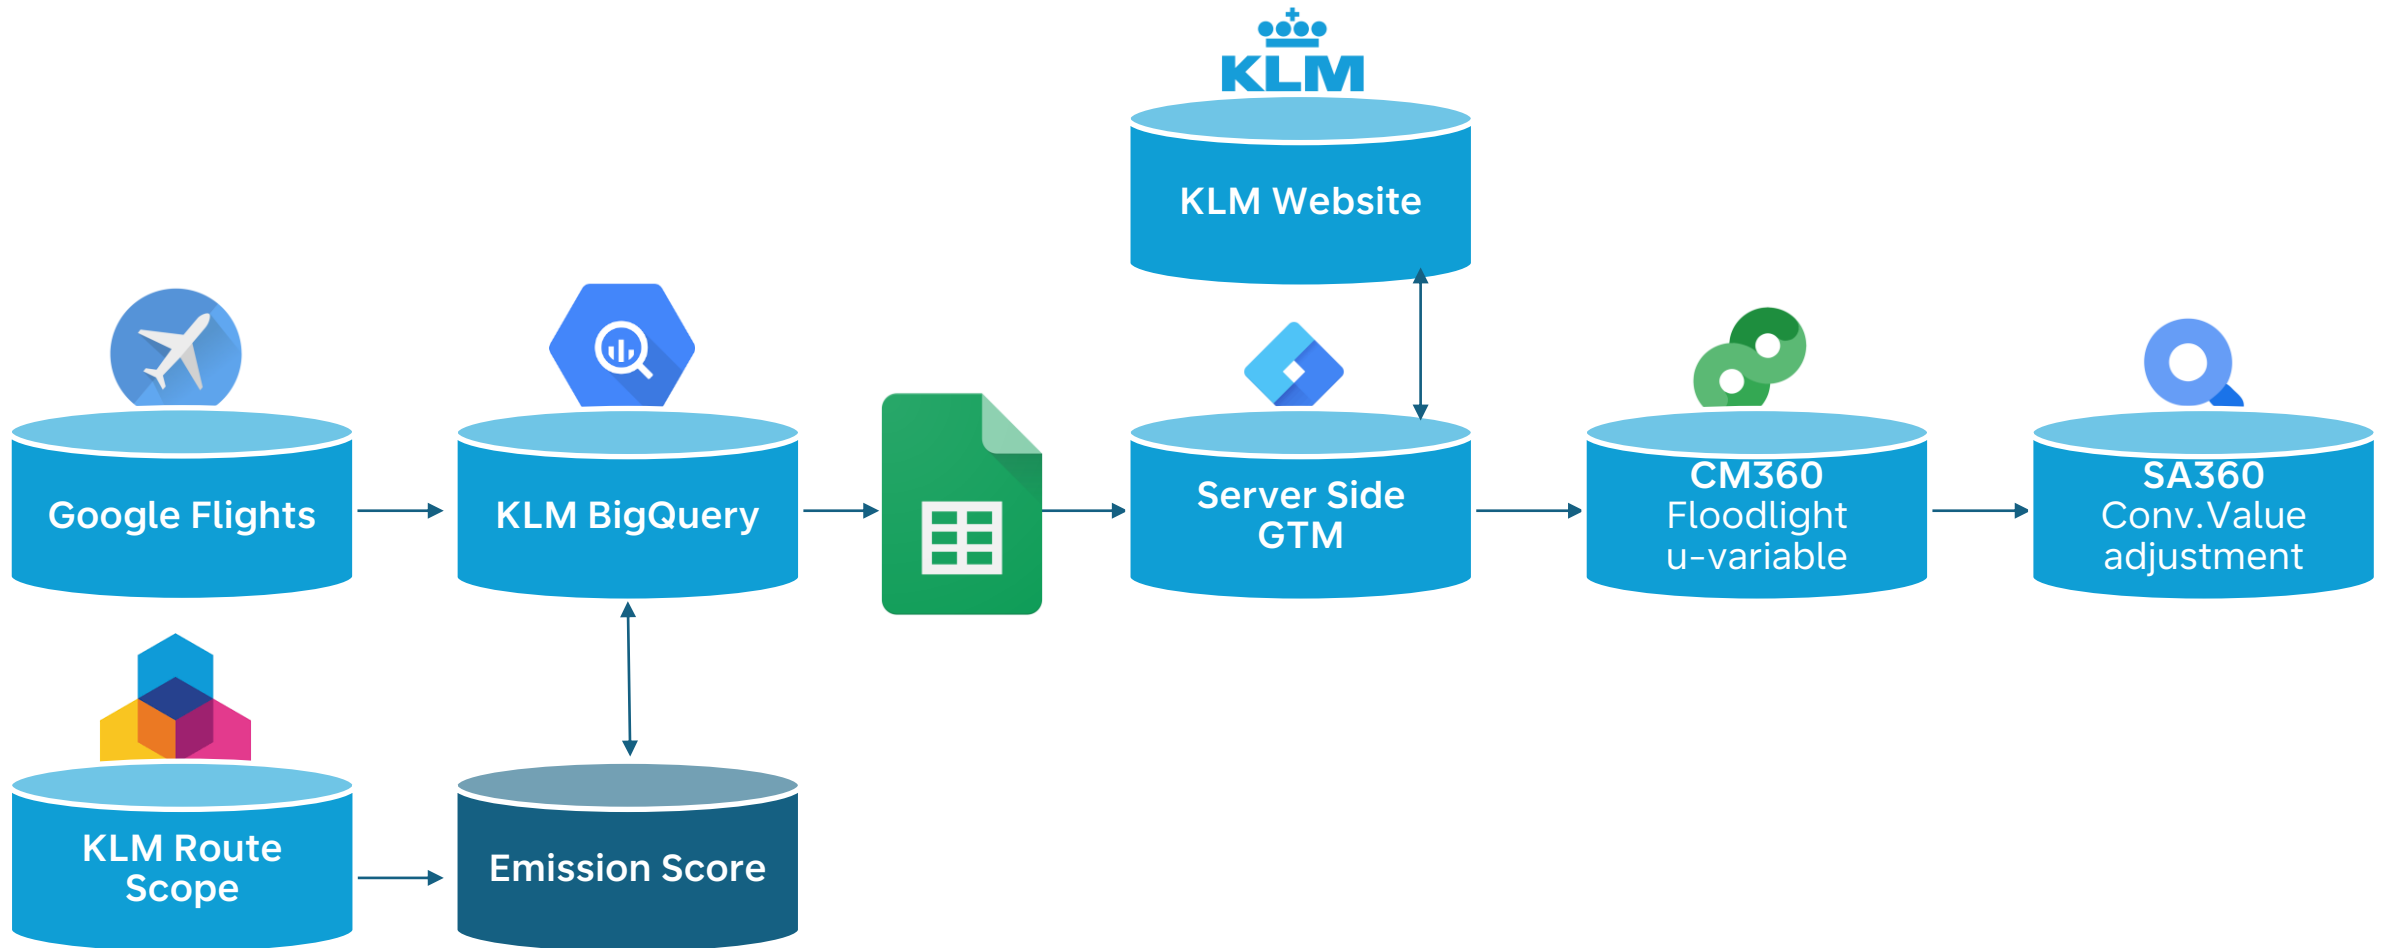 KLM
KLM Website
Google Flights
KLM BigQuery
Server Side
GTM
CM360
Floodlight
u-variable
SA360
Conv.Value
adjustment
KLM Route
Scope
Emission Score